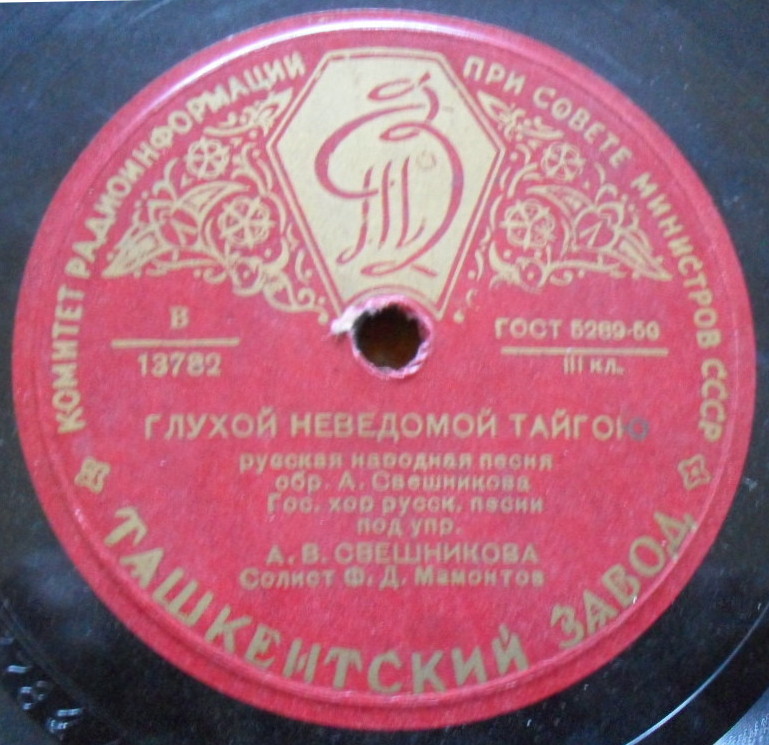 КОМИТЕТ РАДИОИНФОРМАЦИИ ПРИ СОВЕТЕ МИНИСТРОВ СССР
В
13782
ГОСТ 5289-50
III кл.
ГЛУХОЙ НЕВЕДОМОЙ ТАЙГОЮ
русская народная песня
обр. А. Свешникова
Гос. хор русск. песни
под упр.
А. В. СВЕШНИКОВА
Солист Ф. Д. Мамонтов
ТАШКЕНТСКИЙ ЗАВОД